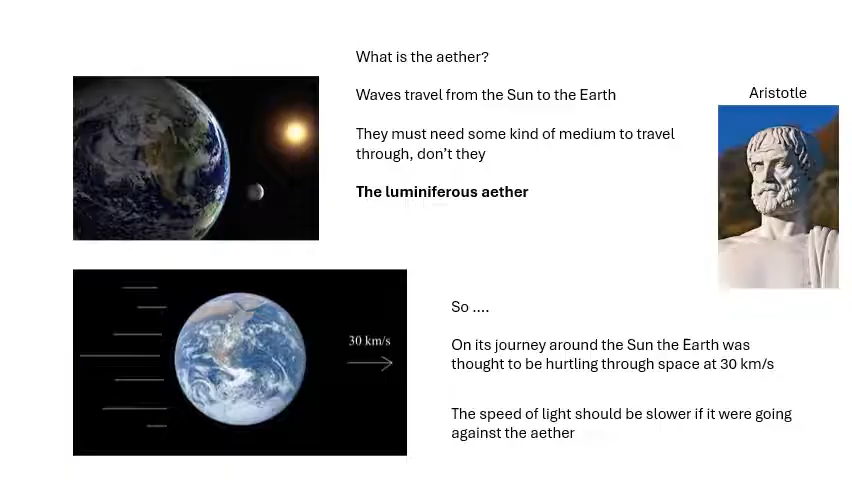 What is the aether?
Waves travel from the Sun to the Earth
Aristotle
They must need some kind of medium to travel
through, don’t they
The luminiferous aether
So ....
30 km/s
On its journey around the Sun the Earth was
thought to be hurtling through space at 30 km/s
The speed of light should be slower if it were going
against the aether